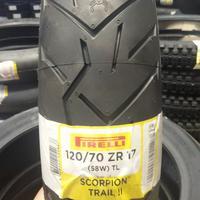 PIRELLI
120/70 ZR 17
(58W) TL
SCORPION
TRAIL II